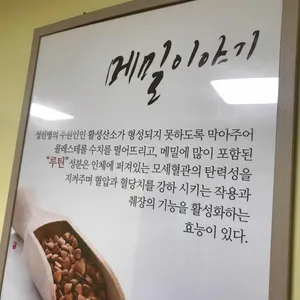 메밀이야기
성인병의 주원인인 활성산소가 형성되지 못하도록 막아주어
콜레스테롤 수치를 떨어뜨리고, 메밀에 많이 포함된
"루틴"성분은 인체에 퍼져있는 모세혈관의 탄력성을
지켜주며 혈압과 혈당치를 강하 시키는 작용과
췌장의 기능을 활성화하는
효능이 있다.